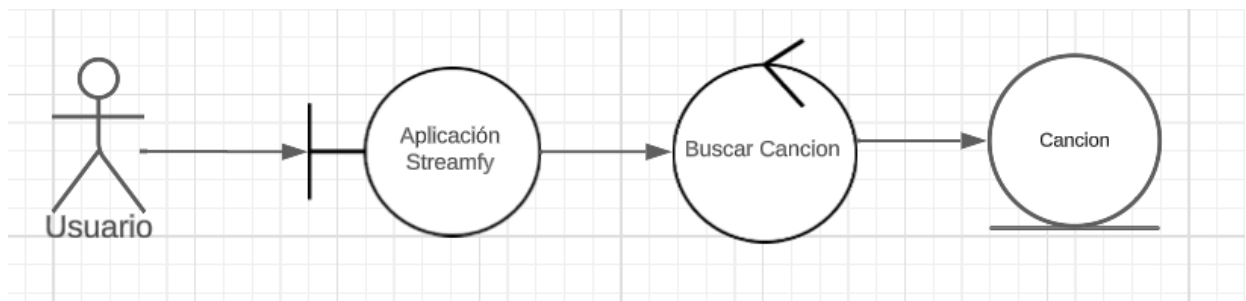 Usuario
Aplicación
Streamfy
Buscar Cancion
Cancion